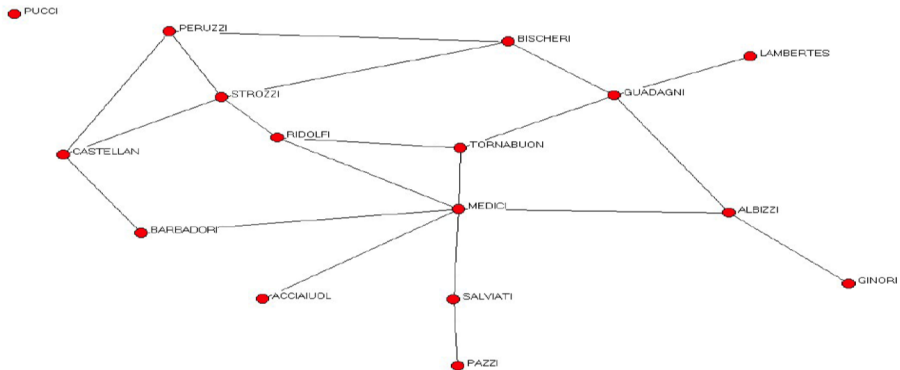 PUCCI
PERUZZI
BISCHERI
LAMBERTES
STROZZI
GUADAGNI
RIDOLFI
TORNABUON
CASTELLAN
MEDICI
ALBIZZI
BARBADORI
GINORI
ACCIAIUOL
SALVIATI
PAZZI